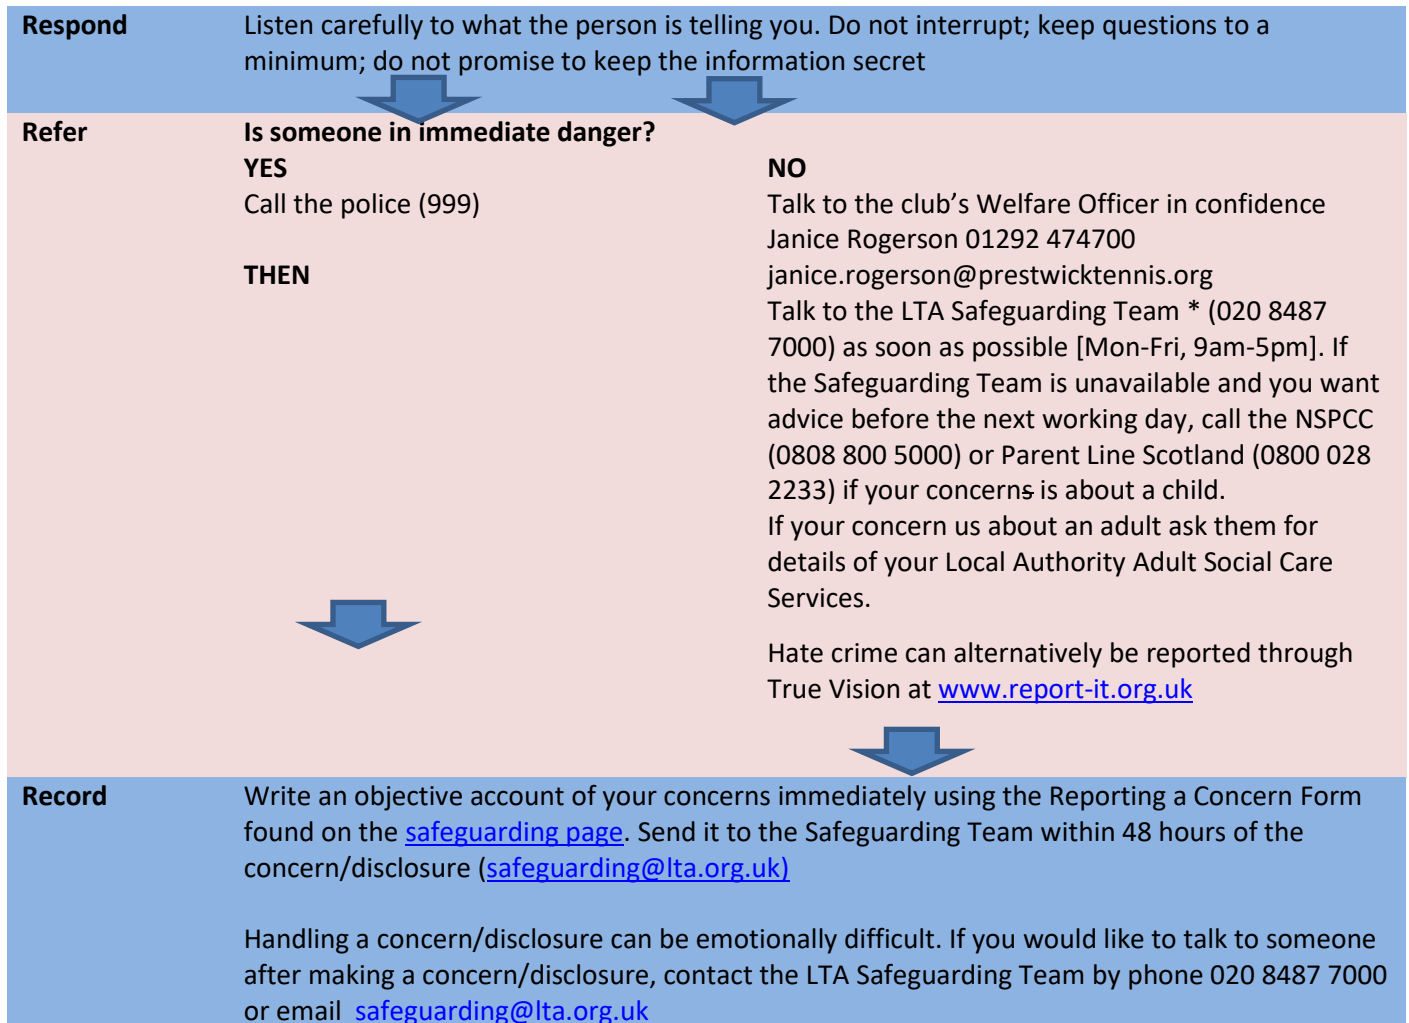 Respond
Listen carefully to what the person is telling you. Do not interrupt; keep questions to a
minimum; do not promise to keep the information secret
Refer
Is someone in immediate danger?
YES
Call the police (999)
THEN
NO
Talk to the club’s Welfare Officer in confidence
Janice Rogerson 01292 474700
janice.rogerson@prestwicktennis.org
Talk to the LTA Safeguarding Team * (020 8487
7000) as soon as possible [Mon-Fri, 9am-5pm]. If
the Safeguarding Team is unavailable and you want
advice before the next working day, call the NSPCC
(0808 800 5000) or Parent Line Scotland (0800 028
2233) if your concerns is about a child.
If your concern us about an adult ask them for
details of your Local Authority Adult Social Care
Services.
Hate crime can alternatively be reported through
True Vision at www.report-it.org.uk
Record
Write an objective account of your concerns immediately using the Reporting a Concern Form
found on the safeguarding page. Send it to the Safeguarding Team within 48 hours of the
concern/disclosure (safeguarding@lta.org.uk)
Handling a concern/disclosure can be emotionally difficult. If you would like to talk to someone
after making a concern/disclosure, contact the LTA Safeguarding Team by phone 020 8487 7000
or email safeguarding@lta.org.uk